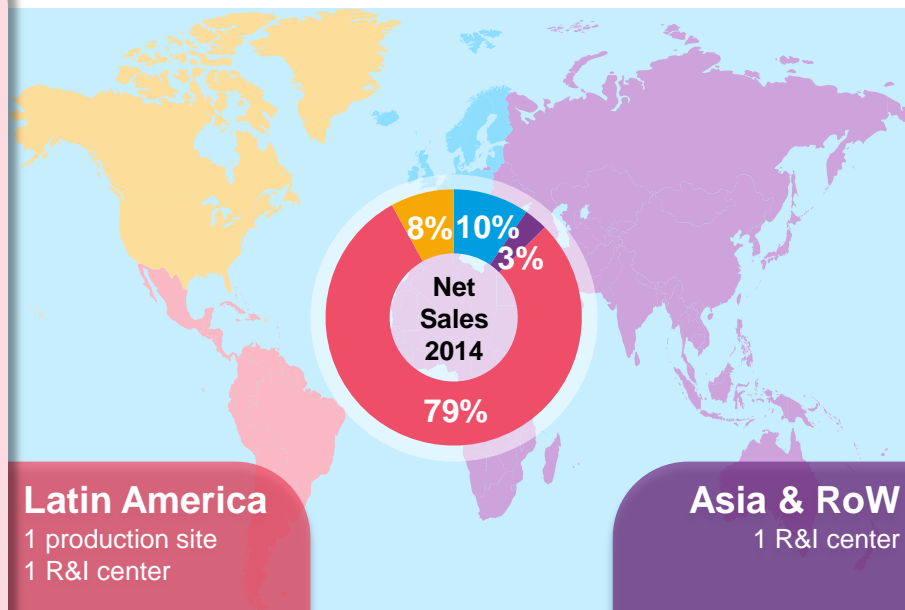 8%
10%
3%
Net
Sales
2014
79%
Latin America
1 production site
1 R&I center
Asia & RoW
1 R&I center